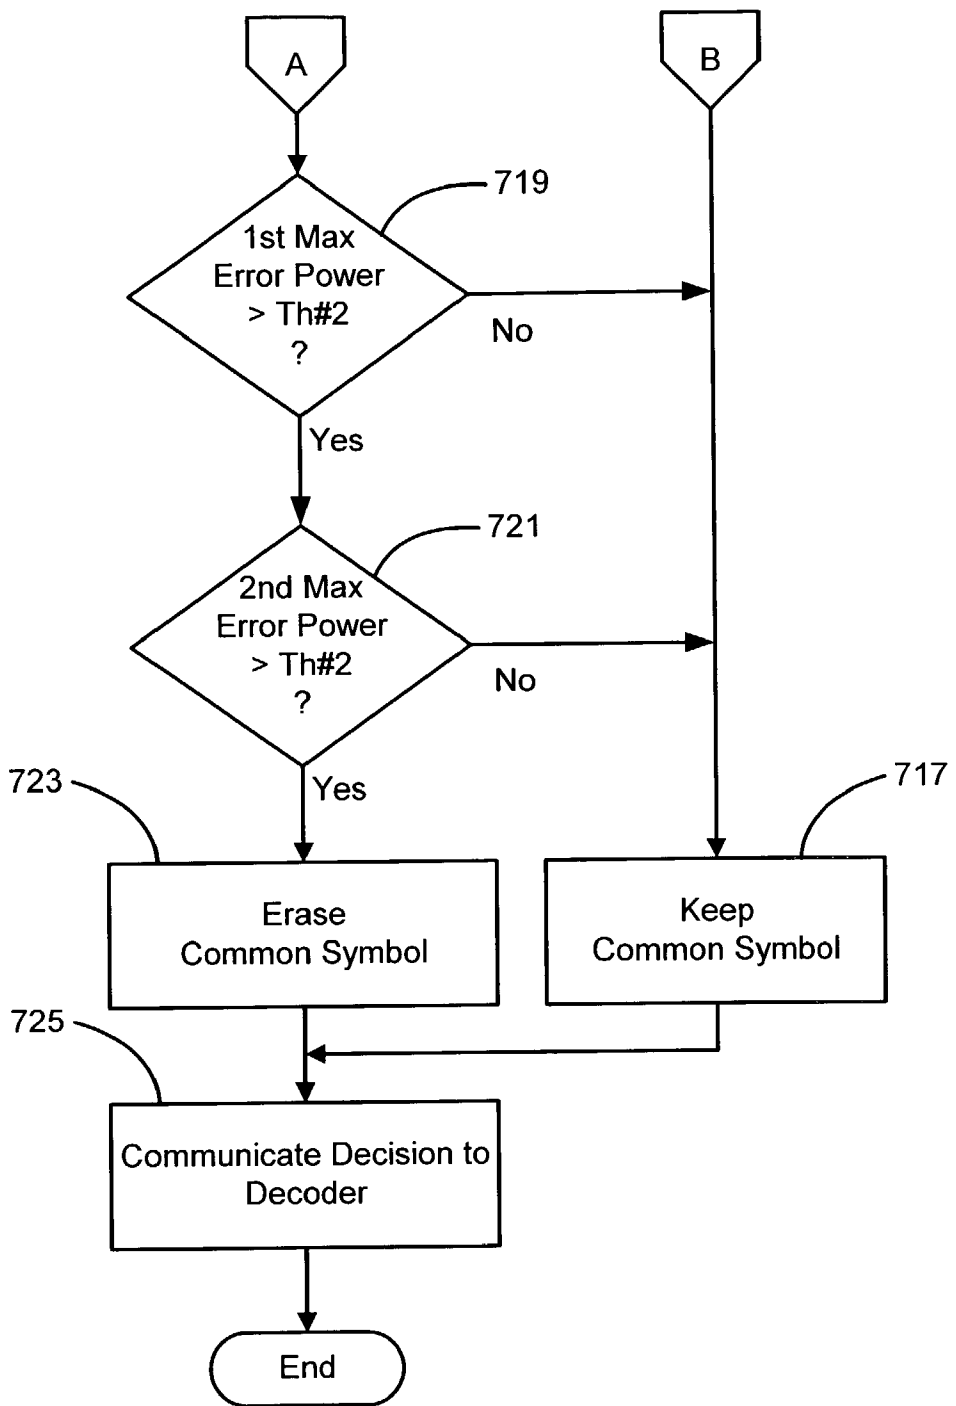 A
B
719
1st Max
Error Power
> Th#2
?
No
Yes
721
2nd Max
Error Power
> Th#2
?
No
Yes
723
717
Erase
Common Symbol
Keep
Common Symbol
725
Communicate Decision to
Decoder
End